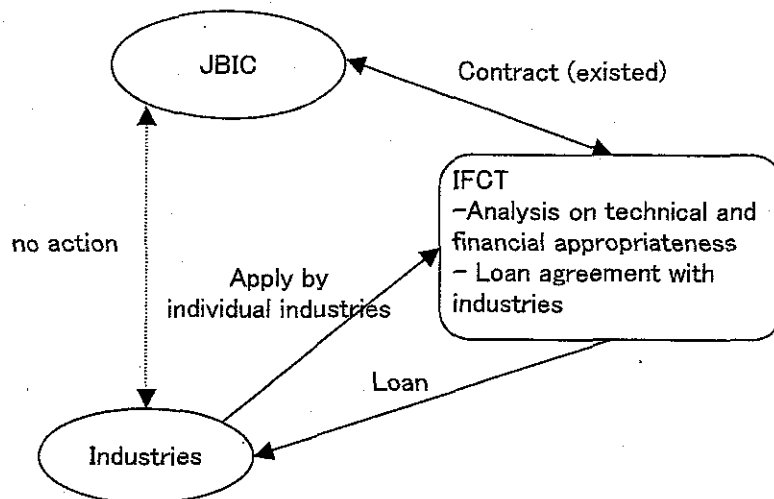 JBIC
Contract (existed)
IFCT
-Analysis on technical and
financial appropriateness
- Loan agreement with
industries
no action
Apply by
individual industries
Loan
Industries